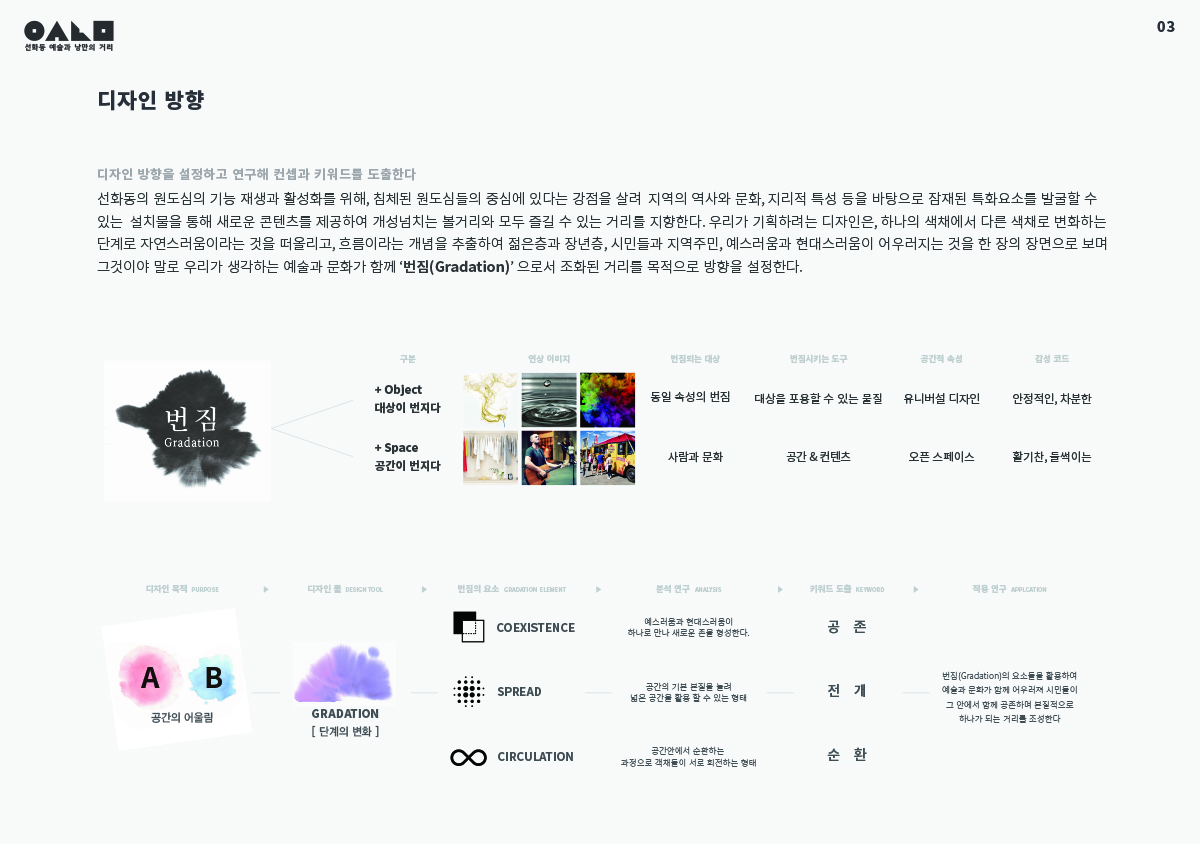 선화동 예술과 낭만의 거리
03
디자인 방향
디자인 방향을 설정하고 연구해 컨셉과 키워드를 도출한다
선화동의 원도심의 기능 재생과 활성화를 위해, 침체된 원도심들의 중심에 있다는 강점을 살려 지역의 역사와 문화, 지리적 특성 등을 바탕으로 잠재된 특화요소를 발굴할 수
있는 설치물을 통해 새로운 콘텐츠를 제공하여 개성넘치는 볼거리와 모두 즐길 수 있는 거리를 지향한다. 우리가 기획하려는 디자인은, 하나의 색채에서 다른 색채로 변화하는
단계로 자연스러움이라는 것을 떠올리고, 흐름이라는 개념을 추출하여 젊은층과 장년층, 시민들과 지역주민, 예스러움과 현대스러움이 어우러지는 것을 한 장의 장면으로 보며
그것이야 말로 우리가 생각하는 예술과 문화가 함께 ‘번짐(Gradation)’ 으로서 조화된 거리를 목적으로 방향을 설정한다.
구분
연상 이미지
번짐되는 대상
번짐시키는 도구
공간적 속성
감성 코드
번 짐
Gradation
+ Object
대상이 번지다
동일 속성의 번짐
대상을 포용할 수 있는 물질
유니버설 디자인
안정적인, 차분한
+ Space
공간이 번지다
사람과 문화
공간 & 컨텐츠
오픈 스페이스
활기찬, 들썩이는
디자인 목적 PURPOSE
디자인 툴 DESIGN TOOL
번짐의 요소 GRADATION ELEMENT
분석 연구 ANALYSIS
키워드 도출 KEYWORD
적용 연구 APPLCATION
A B
공간의 어울림
GRADATION
[ 단계의 변화 ]
COEXISTENCE
예스러움과 현대스러움이
하나로 만나 새로운 존을 형성한다.
공 존
SPREAD
공간의 기본 본질을 늘려
넓은 공간을 활용 할 수 있는 형태
전 개
CIRCULATION
공간안에서 순환하는
과정으로 객채들이 서로 회전하는 형태
순 환
번짐(Gradation)의 요소들을 활용하여
예술과 문화가 함께 어우러져 시민들이
그 안에서 함께 공존하며 본질적으로
하나가 되는 거리를 조성한다